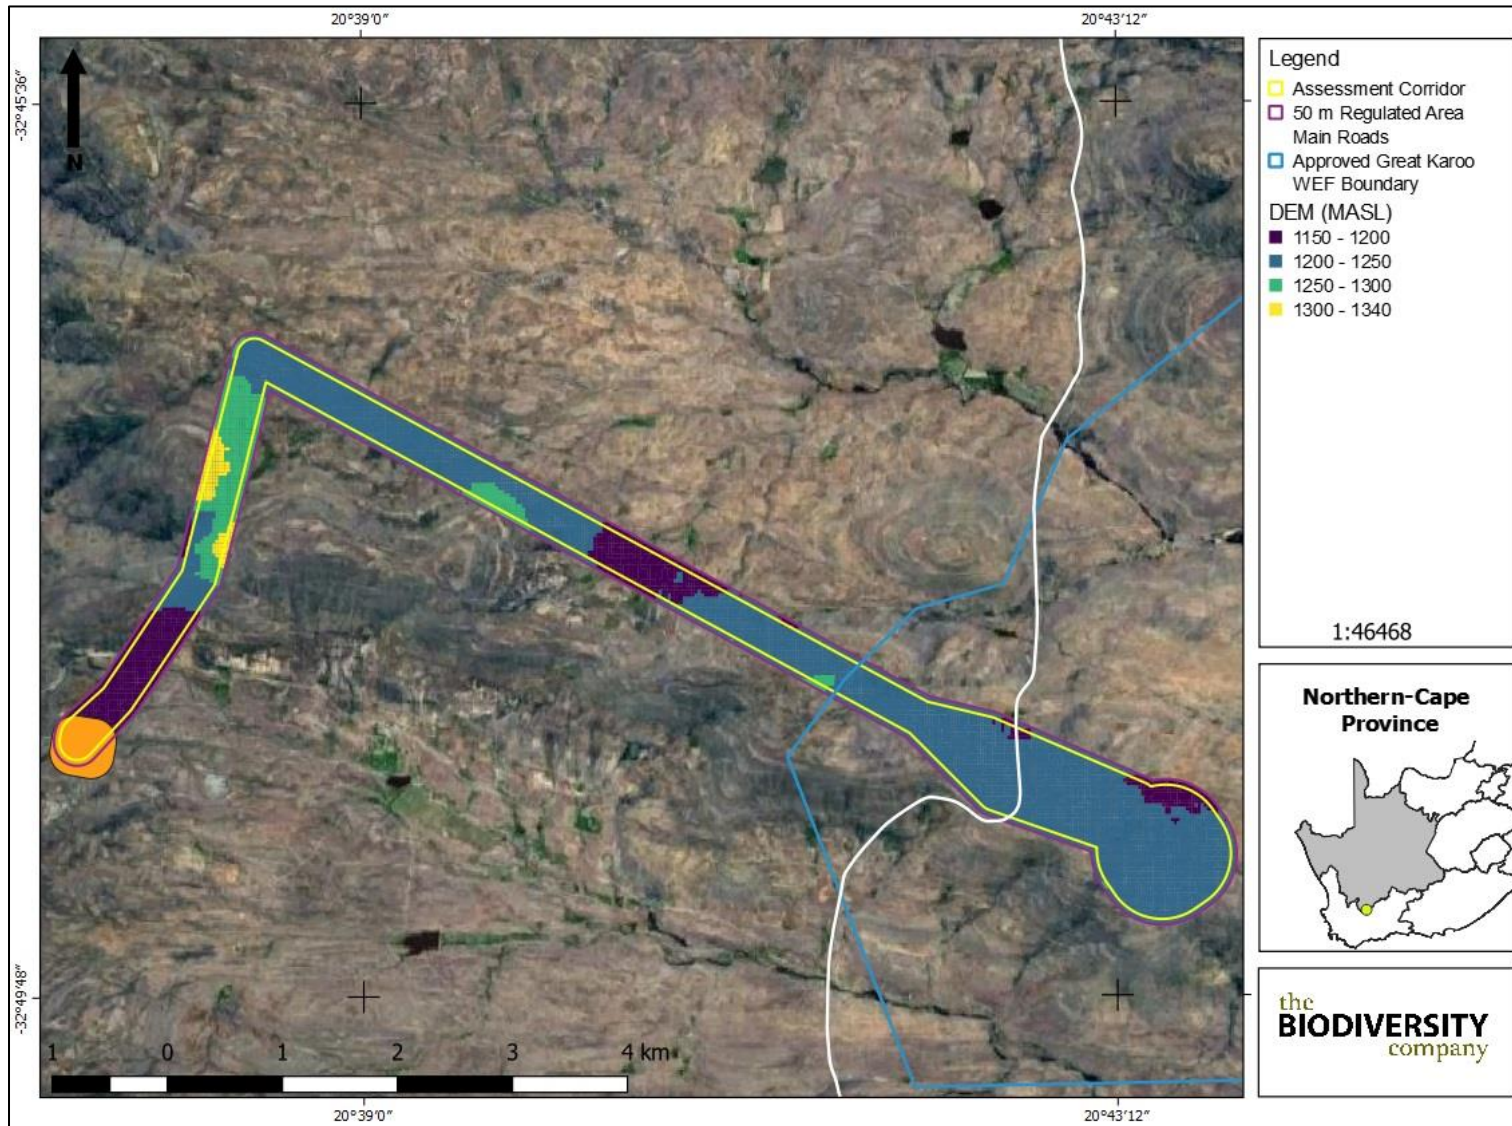 20°39'0"
20°43'12"
-32°45'36"
N
-32°49'48"
1 0 1 2 3 4 km
20°39'0"
20°43'12"
Legend
Assessment Corridor
50 m Regulated Area
Main Roads
Approved Great Karoo
WEF Boundary
DEM (MASL)
1150 - 1200
1200 - 1250
1250 - 1300
1300 - 1340
1:46468
Northern-Cape
Province
the
BIODIVERSITY
company